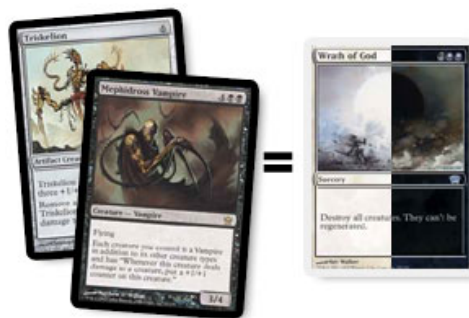 Triskelion
Artifact Creat
Triskelion
three +1/+
Remove a
Triskelion
damage
Mephidross Vampire
Creature — Vampire
Flying
Each creature you control is a Vampire
in addition to its other creature types
and has "Whenever this creature deals
damage to a creature, put a +1/+1
counter on this creature."
3/4
=
Wrath of God
Sorcery
Destroy all creatures. They can't be
regenerated.